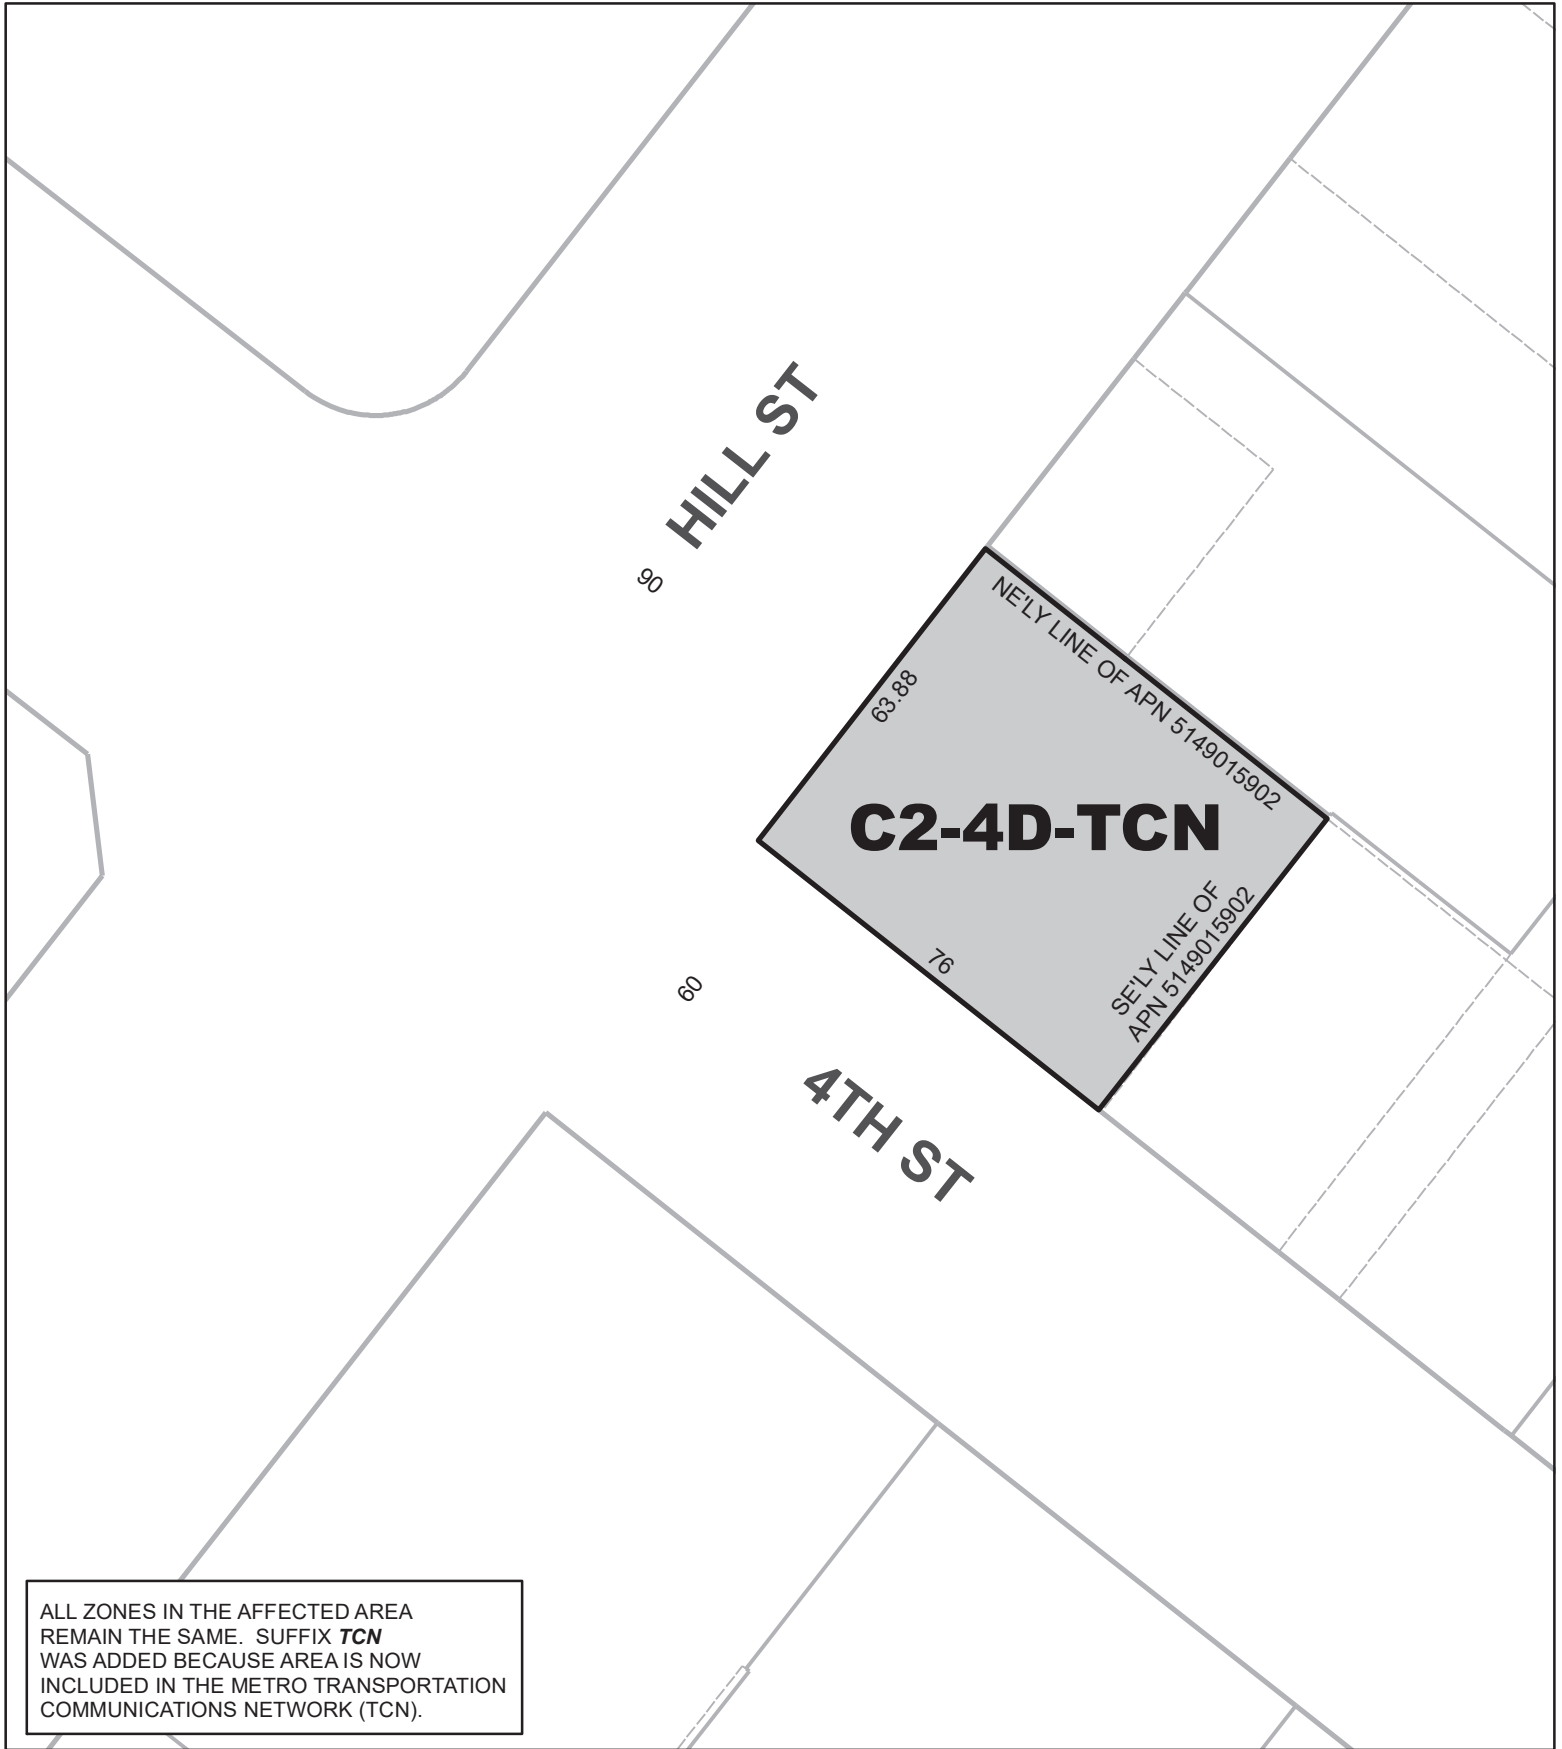 HILL ST
90
NE'LY LINE OF APN 5149015902
63.88
C2-4D-TCN
SE'LY LINE OF
APN 5149015902
76
60
4TH ST
ALL ZONES IN THE AFFECTED AREA
REMAIN THE SAME. SUFFIX TCN
WAS ADDED BECAUSE AREA IS NOW
INCLUDED IN THE METRO TRANSPORTATION
COMMUNICATIONS NETWORK (TCN).